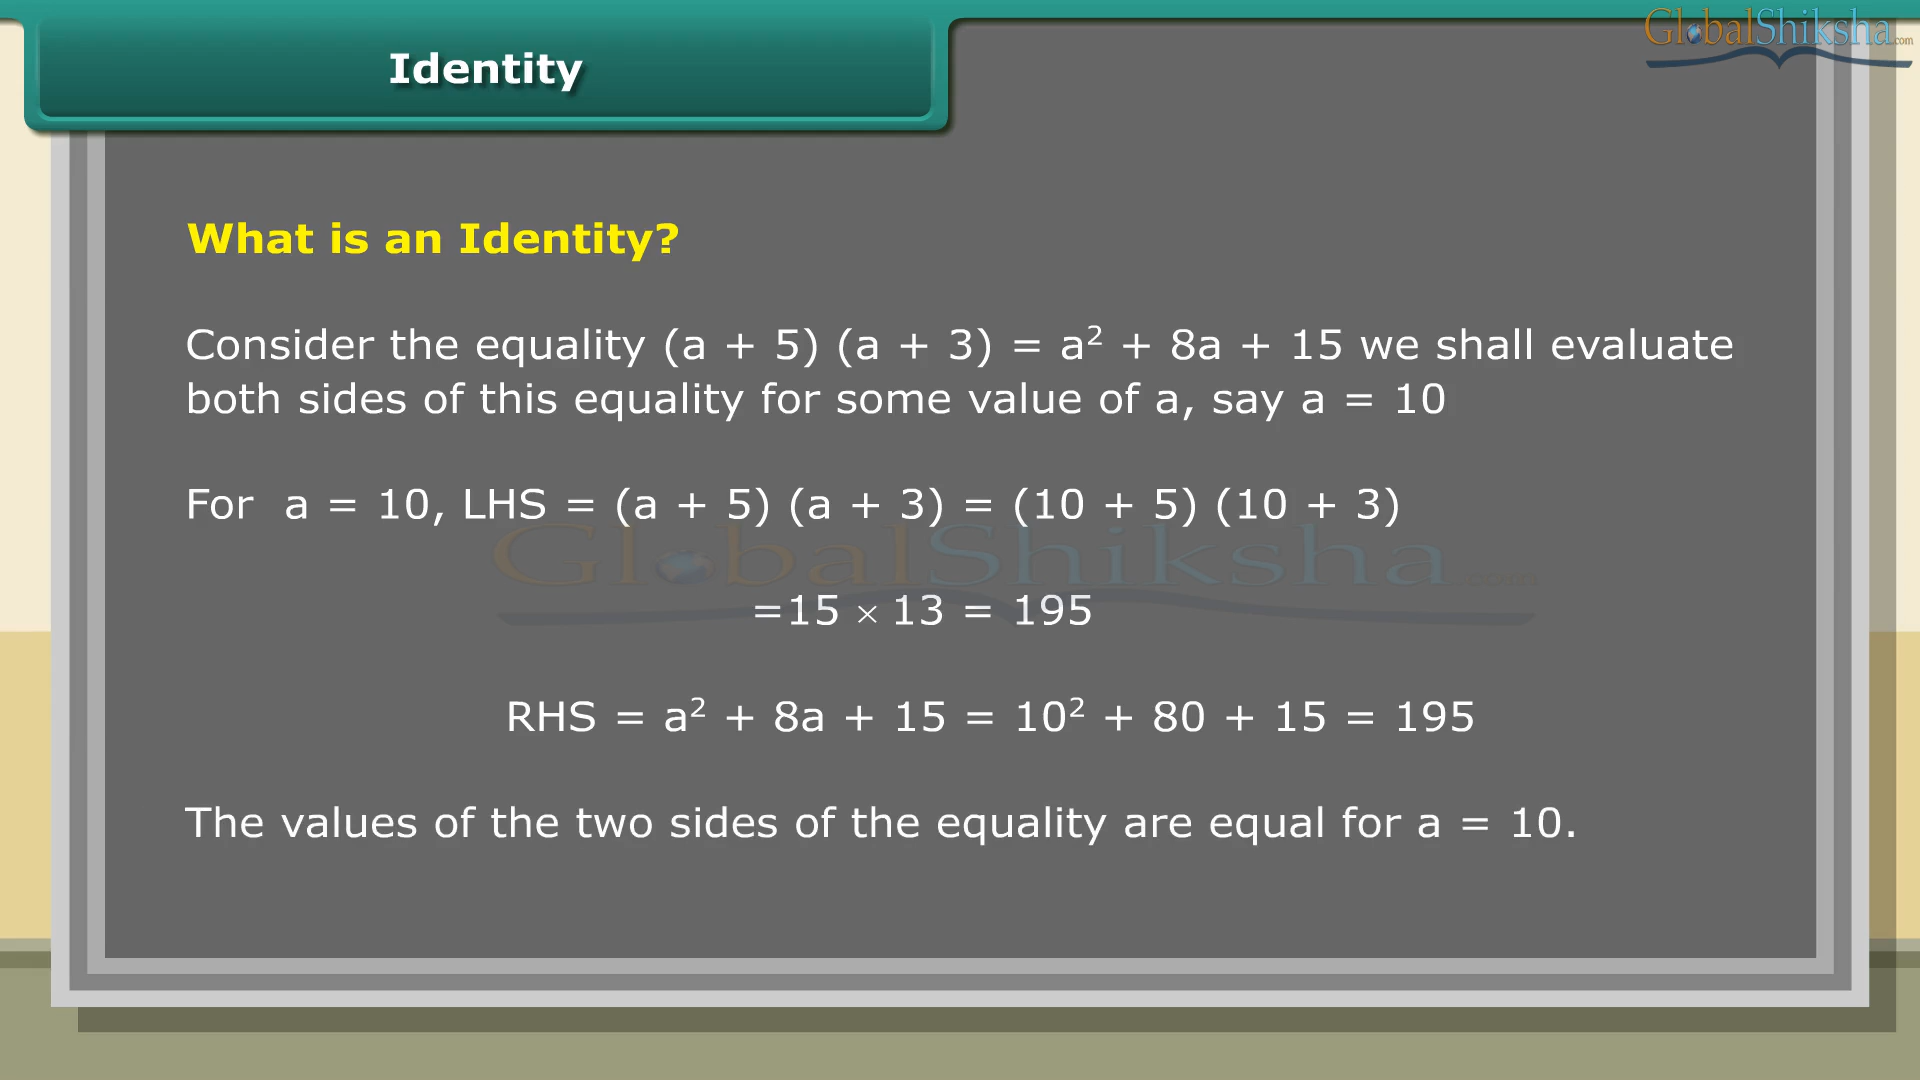 Identity
GlobalShiksha.com
What is an Identity?
Consider the equality (a + 5) (a + 3) = a² + 8a + 15 we shall evaluate
both sides of this equality for some value of a, say a = 10
For a = 10, LHS = (a + 5) (a + 3) = (10 + 5) (10 + 3)
GlobalShiksha.com
=15 × 13 = 195
RHS = a² + 8a + 15 = 10² + 80 + 15 = 195
The values of the two sides of the equality are equal for a = 10.